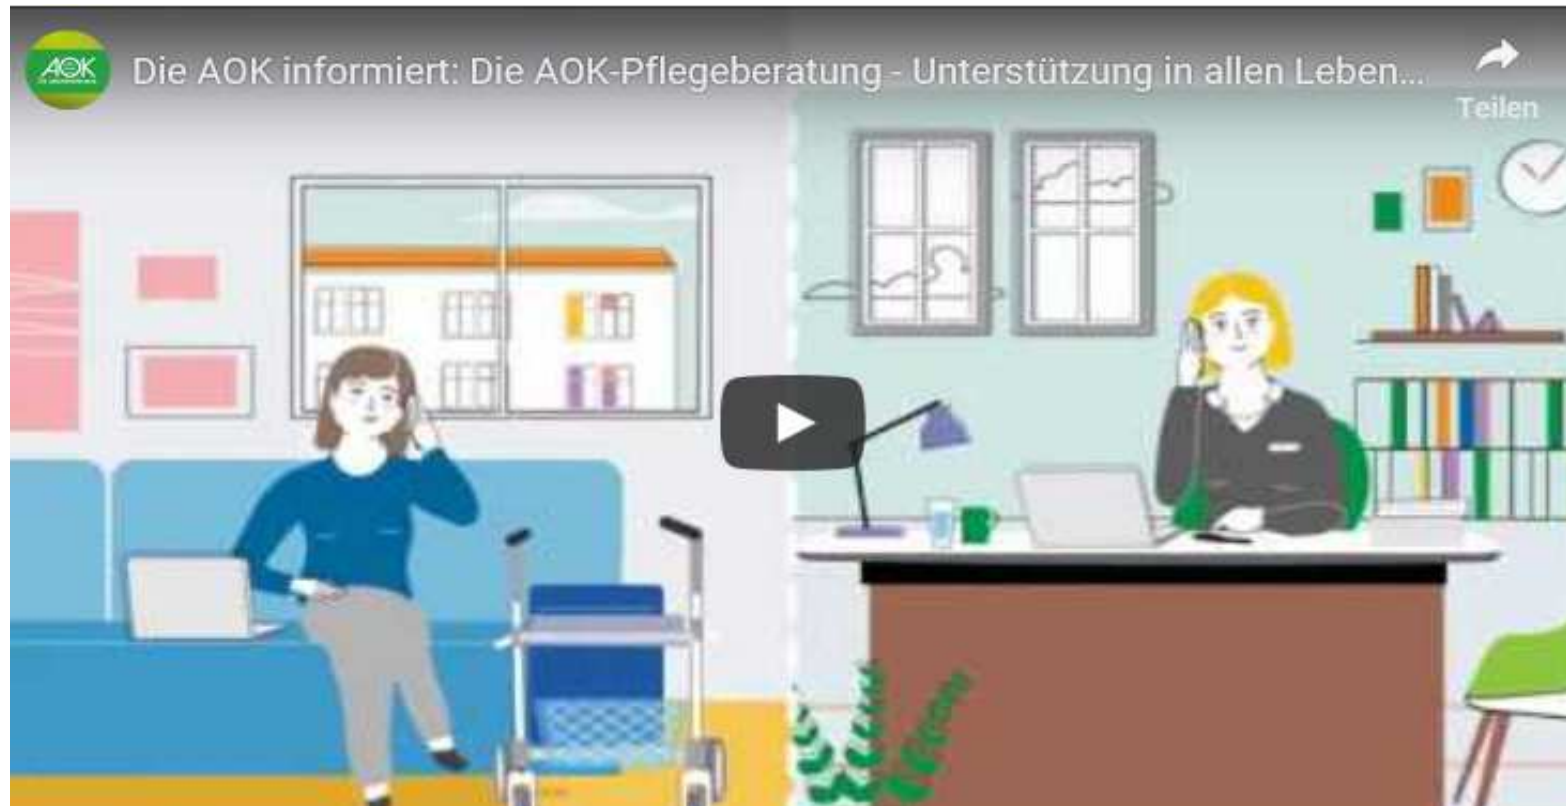 AOK
Die AOK informiert: Die AOK-Pflegeberatung - Unterstützung in allen Leben...
Teilen